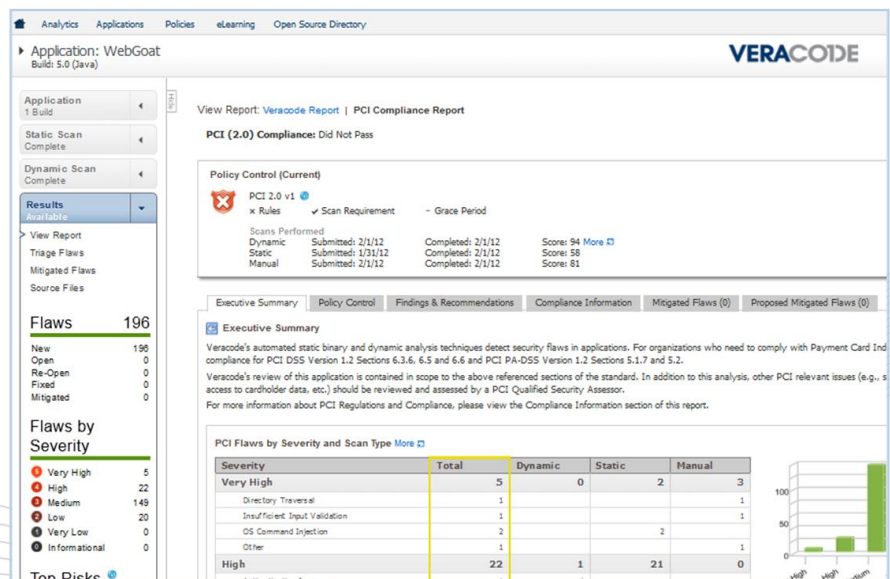 Analytics Applications Policies eLearning Open Source Directory
Application: WebGoat
Build: 5.0 (Java)
VERACODE
Application
1 Build
Static Scan
Complete
Dynamic Scan
Complete
Results
Available
View Report
Triage Flaws
Mitigated Flaws
Source Files
Flaws 196
New 196
Open 0
Re-Open 0
Fixed 0
Mitigated 0
Flaws by
Severity
5 Very High 5
4 High 22
3 Medium 149
2 Low 20
1 Very Low 0
0 Informational 0
Top Risks
Hide
View Report: Veracode Report | PCI Compliance Report
PCI (2.0) Compliance: Did Not Pass
Policy Control (Current)
PCI 2.0 v1
× Rules ✓ Scan Requirement – Grace Period
Scans Performed
Dynamic Submitted: 2/1/12 Completed: 2/1/12 Score: 94 More
Static Submitted: 1/31/12 Completed: 2/1/12 Score: 58
Manual Submitted: 2/1/12 Completed: 2/1/12 Score: 81
Executive Summary Policy Control Findings & Recommendations Compliance Information Mitigated Flaws (0) Proposed Mitigated Flaws (0)
Executive Summary
Veracode's automated static binary and dynamic analysis techniques detect security flaws in applications. For organizations who need to comply with Payment Card Ind
compliance for PCI DSS Version 1.2 Sections 6.3.6, 6.5 and 6.6 and PCI PA-DSS Version 1.2 Sections 5.1.7 and 5.2.
Veracode's review of this application is contained in scope to the above referenced sections of the standard. In addition to this analysis, other PCI relevant issues (e.g., s
access to cardholder data, etc.) should be reviewed and assessed by a PCI Qualified Security Assessor.
For more information about PCI Regulations and Compliance, please view the Compliance Information section of this report.
PCI Flaws by Severity and Scan Type More
Severity Total Dynamic Static Manual
Very High 5 0 2 3
Directory Traversal 1 1
Insufficient Input Validation 1 1
OS Command Injection 2 2
Other 1 1
High 22 1 21 0
100
50
0
High
High